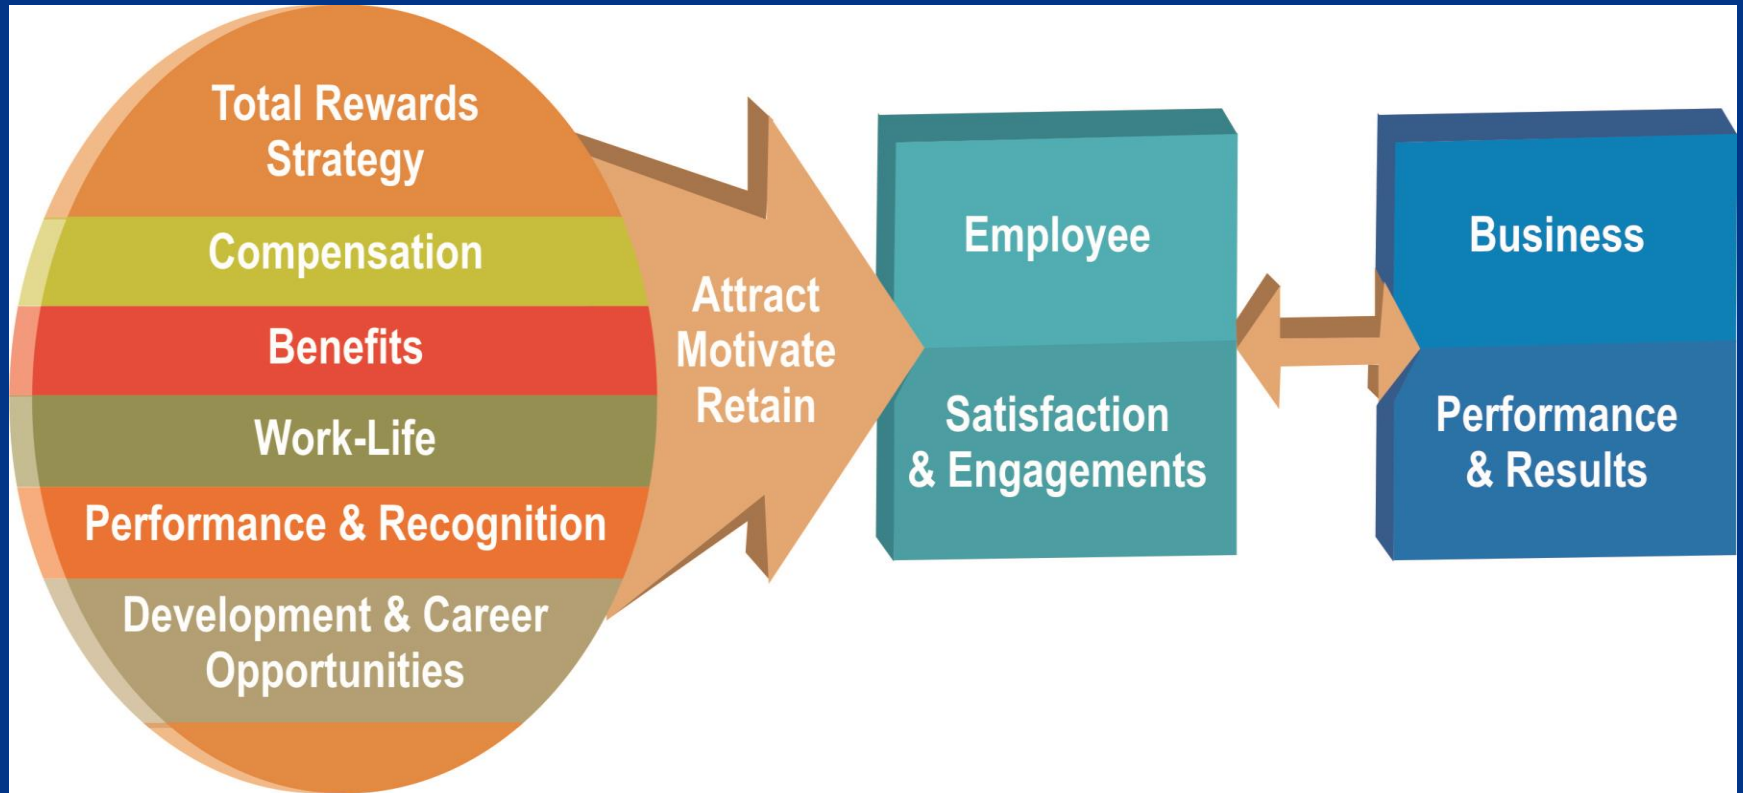 Total Rewards
Strategy
Compensation
Benefits
Work-Life
Performance & Recognition
Development & Career
Opportunities
Attract
Motivate
Retain
Employee
Satisfaction
& Engagements
Business
Performance
& Results